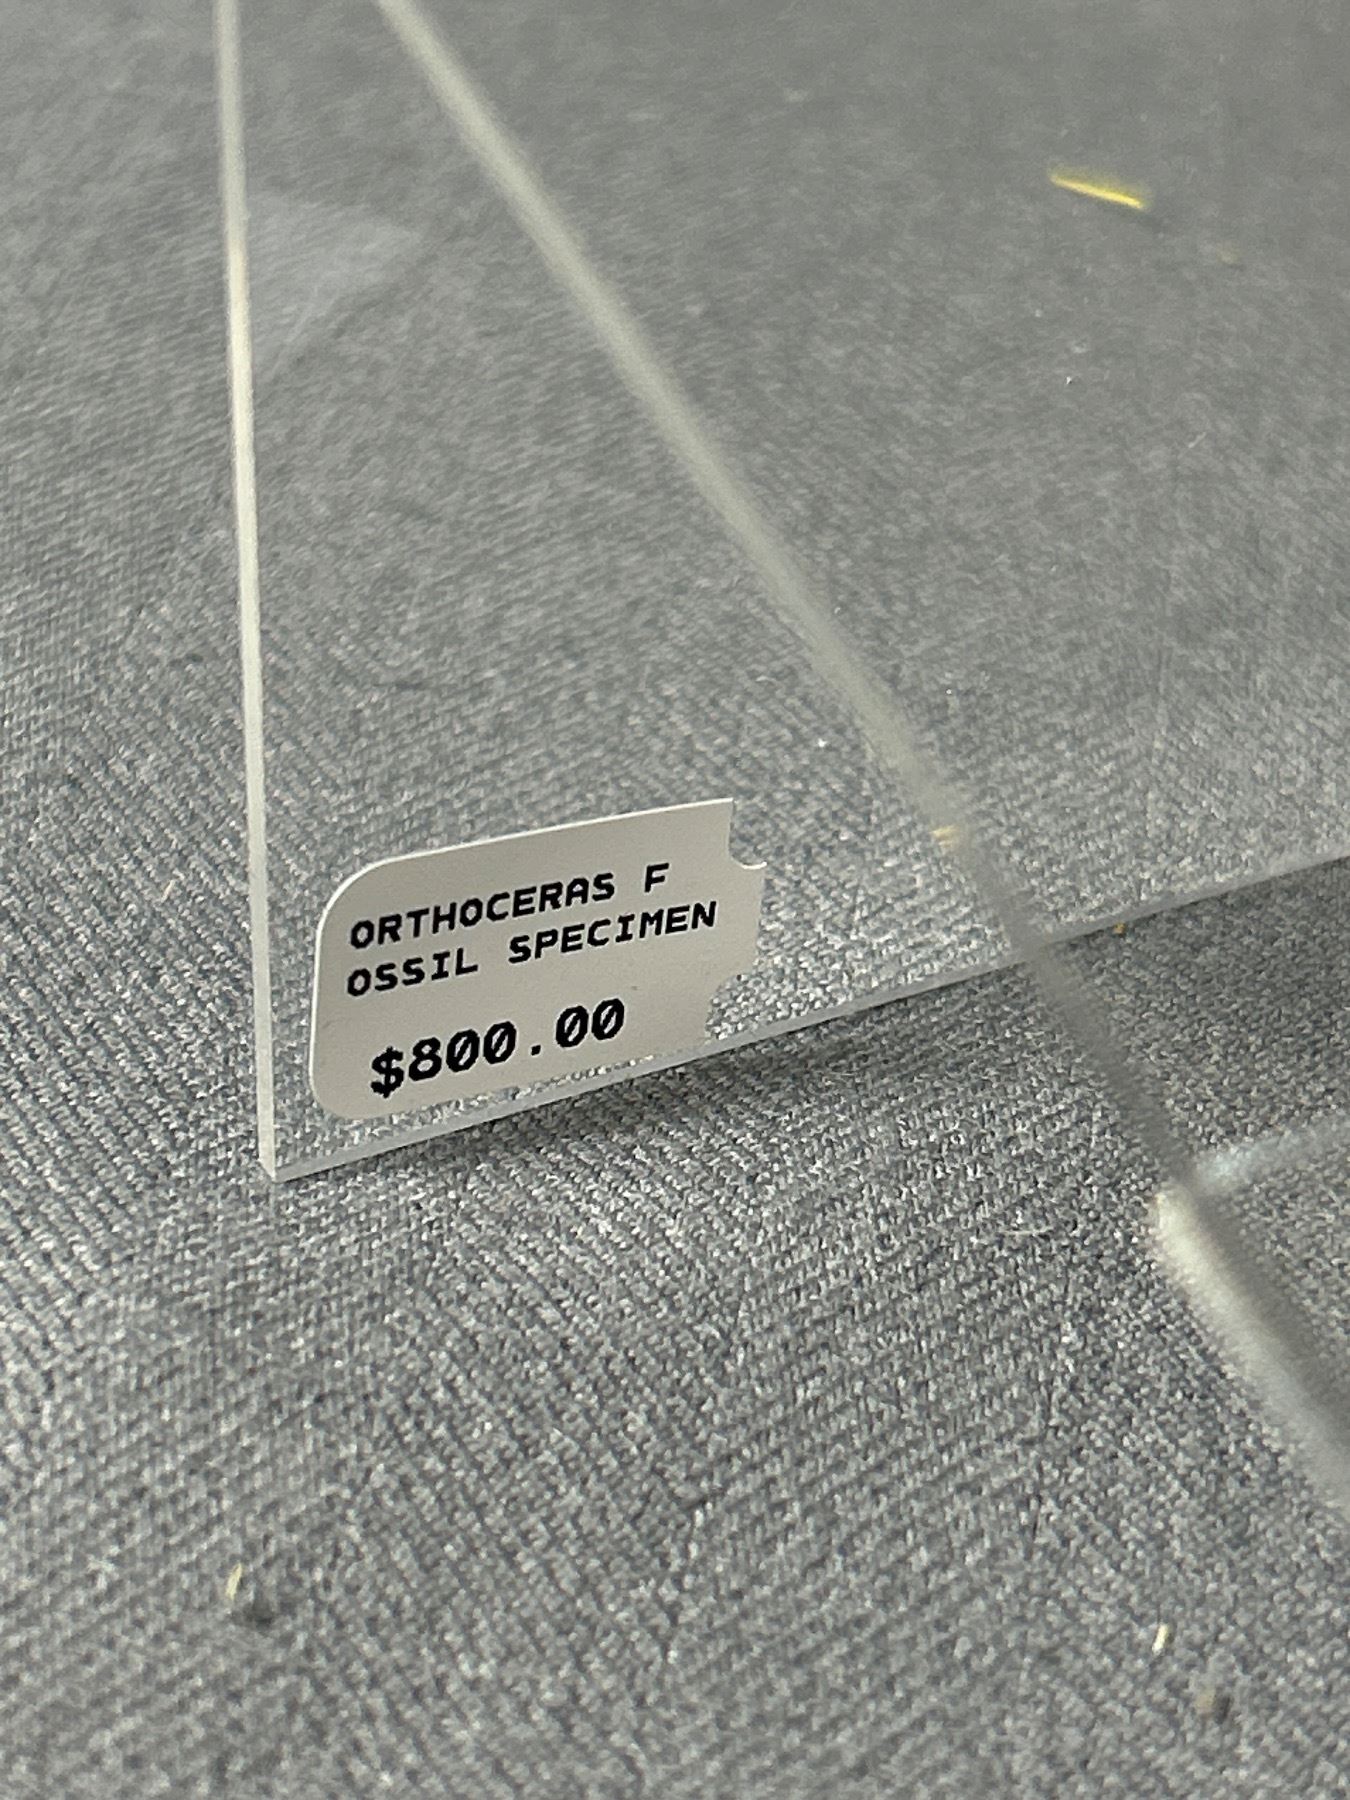 ORTHOCERAS F
OSSIL SPECIMEN
$800.00